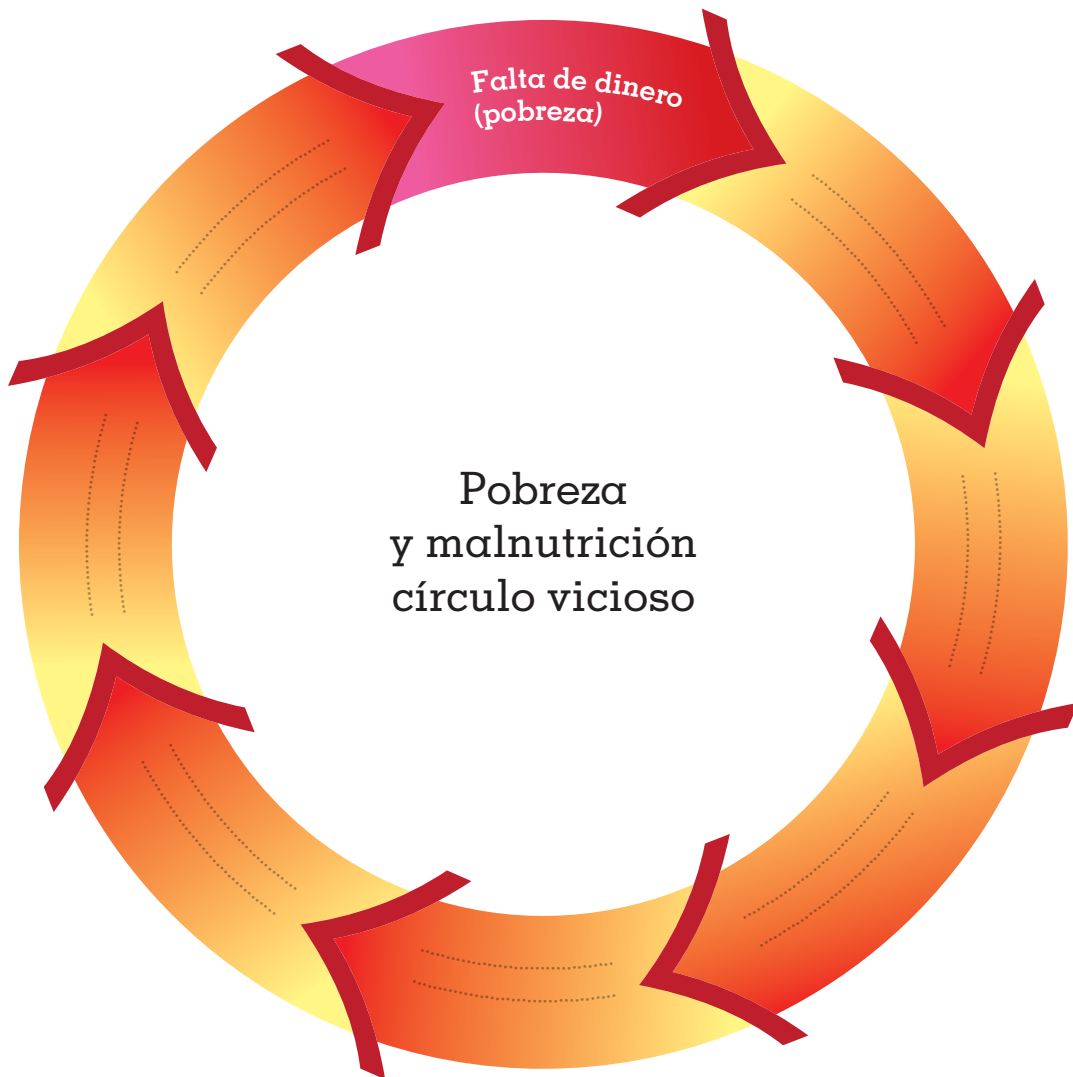 Falta de dinero
(pobreza)
Pobreza
y malnutrición
círculo vicioso